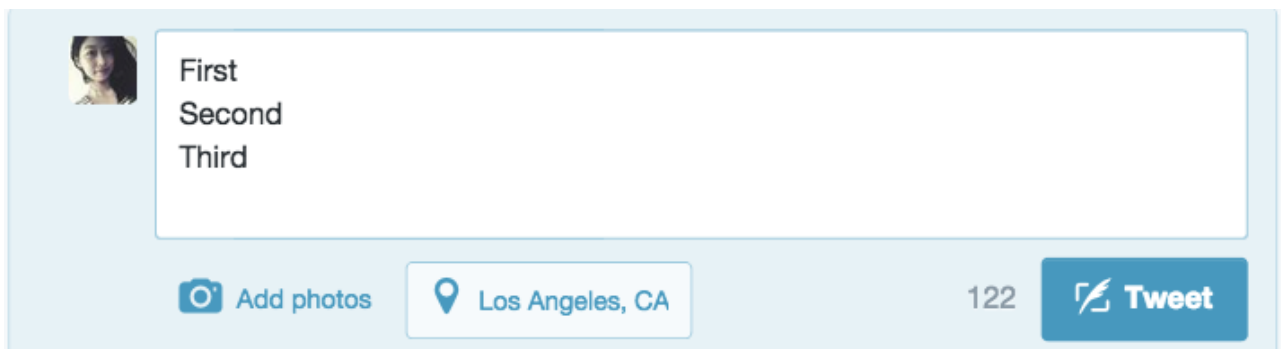 First
Second
Third
Add photos
Los Angeles, CA
122
Tweet